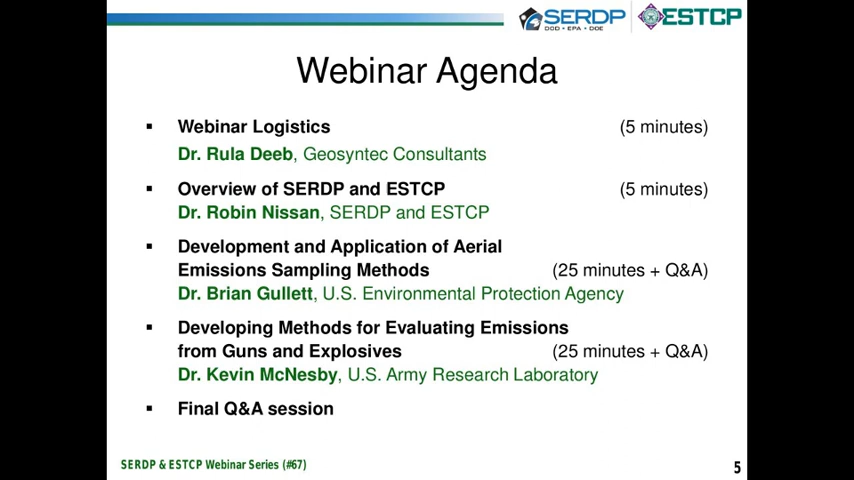 SERDP
DOD • EPA • DOE
ESTCP
Webinar Agenda
▪ Webinar Logistics (5 minutes)
Dr. Rula Deeb, Geosyntec Consultants
▪ Overview of SERDP and ESTCP (5 minutes)
Dr. Robin Nissan, SERDP and ESTCP
▪ Development and Application of Aerial
Emissions Sampling Methods (25 minutes + Q&A)
Dr. Brian Gullett, U.S. Environmental Protection Agency
▪ Developing Methods for Evaluating Emissions
from Guns and Explosives (25 minutes + Q&A)
Dr. Kevin McNesby, U.S. Army Research Laboratory
▪ Final Q&A session
SERDP & ESTCP Webinar Series (#67)
5